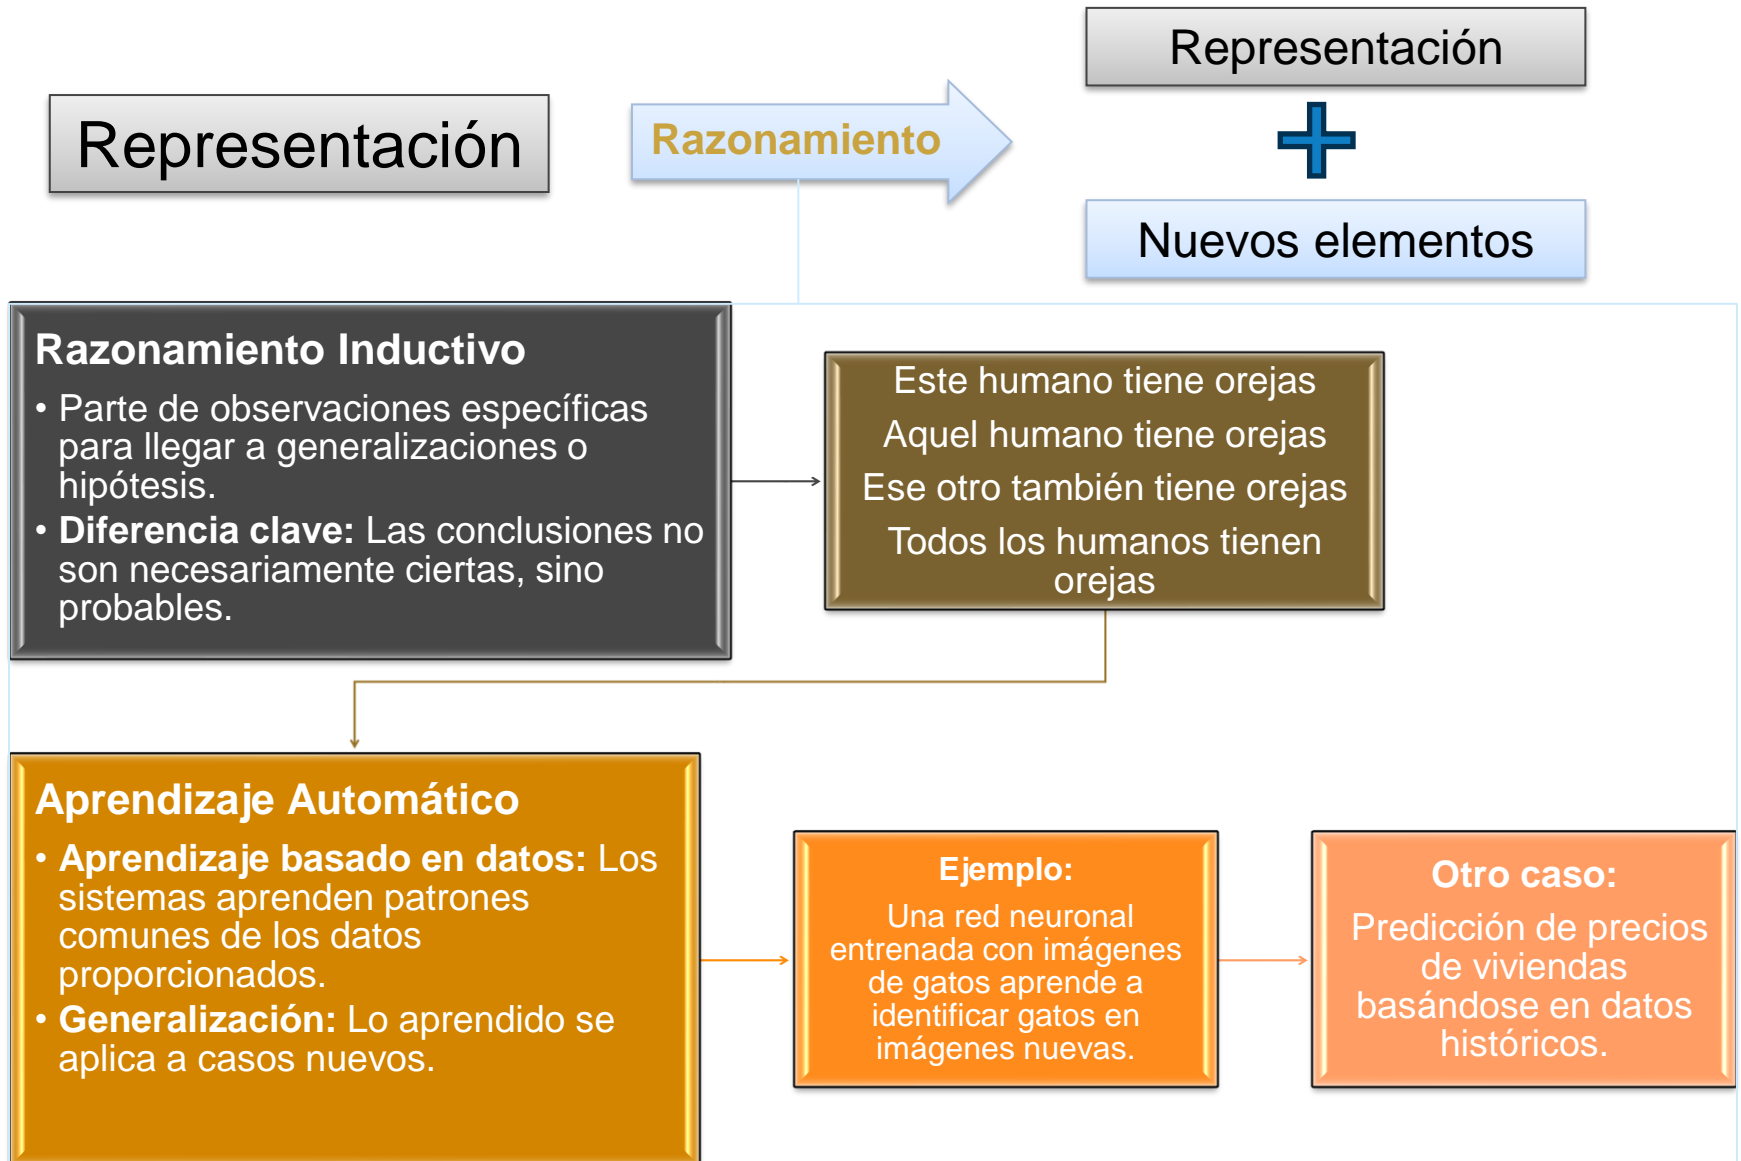 Representación
Razonamiento
Representación
Nuevos elementos
Razonamiento Inductivo
• Parte de observaciones específicas
para llegar a generalizaciones o
hipótesis.
• Diferencia clave: Las conclusiones no
son necesariamente ciertas, sino
probables.
Este humano tiene orejas
Aquel humano tiene orejas
Ese otro también tiene orejas
Todos los humanos tienen
orejas
Aprendizaje Automático
• Aprendizaje basado en datos: Los
sistemas aprenden patrones
comunes de los datos
proporcionados.
• Generalización: Lo aprendido se
aplica a casos nuevos.
Ejemplo:
Una red neuronal
entrenada con imágenes
de gatos aprende a
identificar gatos en
imágenes nuevas.
Otro caso:
Predicción de precios
de viviendas
basándose en datos
históricos.